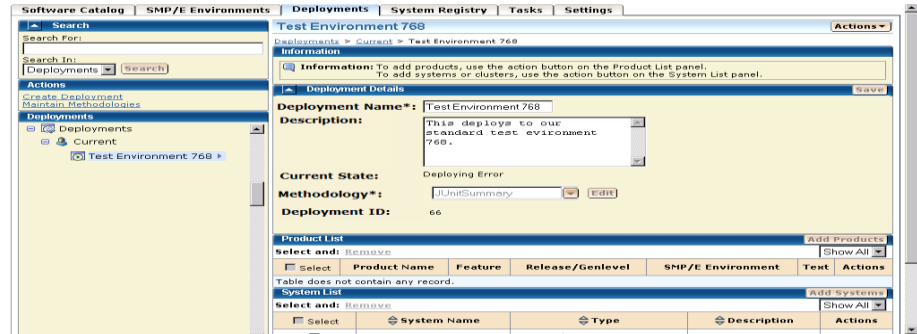 Software Catalog SMP/E Environments Deployments System Registry Tasks Settings
Search
Search For:
Search In:
Deployments Search
Actions
Create Deployment
Maintain Methodologies
Deployments
Deployments
Current
Test Environment 768
Test Environment 768 Actions
Deployments > Current > Test Environment 768
Information
Information: To add products, use the action button on the Product List panel.
To add systems or clusters, use the action button on the System List panel.
Deployment Details Save
Deployment Name*: Test Environment 768
Description: This deploys to our
standard test evironment
768.
Current State: Deploying Error
Methodology*: JUnitSummary Edit
Deployment ID: 66
Product List Add Products
Select and: Remove Show All
Select Product Name Feature Release/Genlevel SMP/E Environment Text Actions
Table does not contain any record.
System List Add Systems
Select and: Remove Show All
Select System Name Type Description Actions